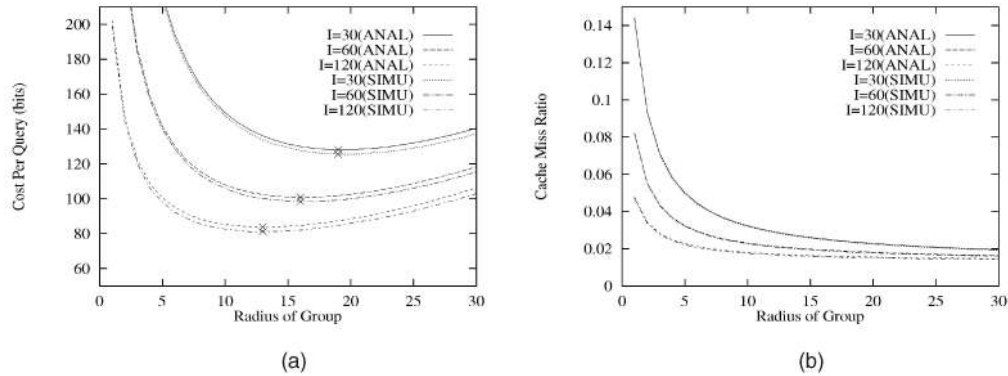 200
180
160
140
120
100
80
60
0
5
10
15
20
25
30
Cost Per Query (bits)
Radius of Group
I=30(ANAL)
I=60(ANAL)
I=120(ANAL)
I=30(SIMU)
I=60(SIMU)
I=120(SIMU)
(a)
0.14
0.12
0.1
0.08
0.06
0.04
0.02
0
0
5
10
15
20
25
30
Cache Miss Ratio
Radius of Group
I=30(ANAL)
I=60(ANAL)
I=120(ANAL)
I=30(SIMU)
I=60(SIMU)
I=120(SIMU)
(b)